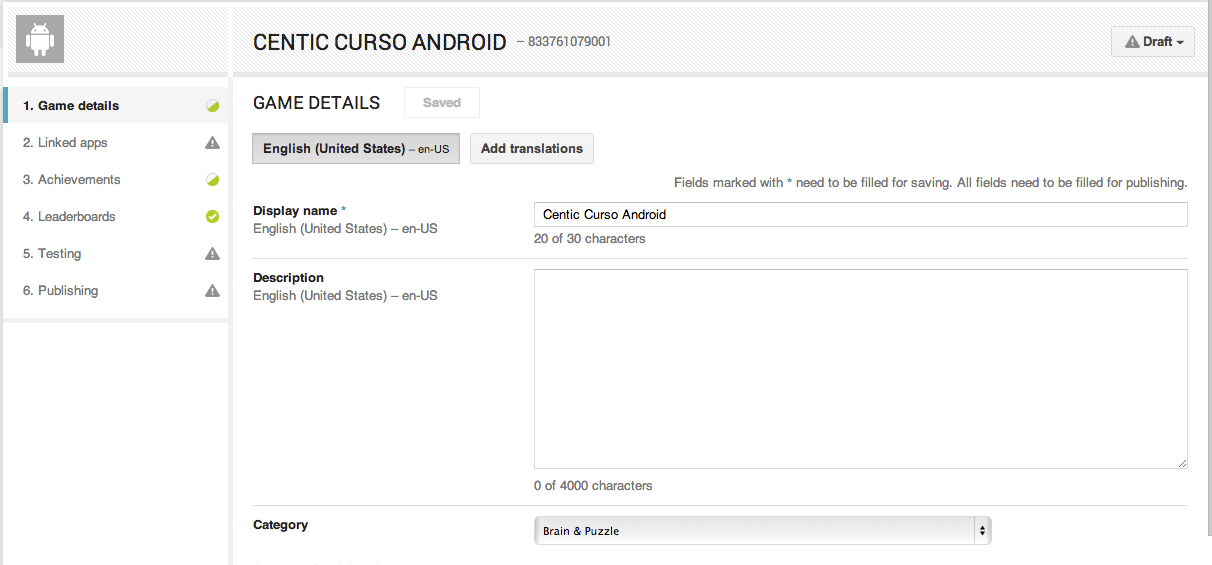 CENTIC CURSO ANDROID – 833761079001
Draft
1. Game details
2. Linked apps
3. Achievements
4. Leaderboards
5. Testing
6. Publishing
GAME DETAILS Saved
English (United States) – en-US Add translations
Fields marked with * need to be filled for saving. All fields need to be filled for publishing.
Display name * Centic Curso Android
English (United States) – en-US
20 of 30 characters
Description
English (United States) – en-US
0 of 4000 characters
Category Brain & Puzzle